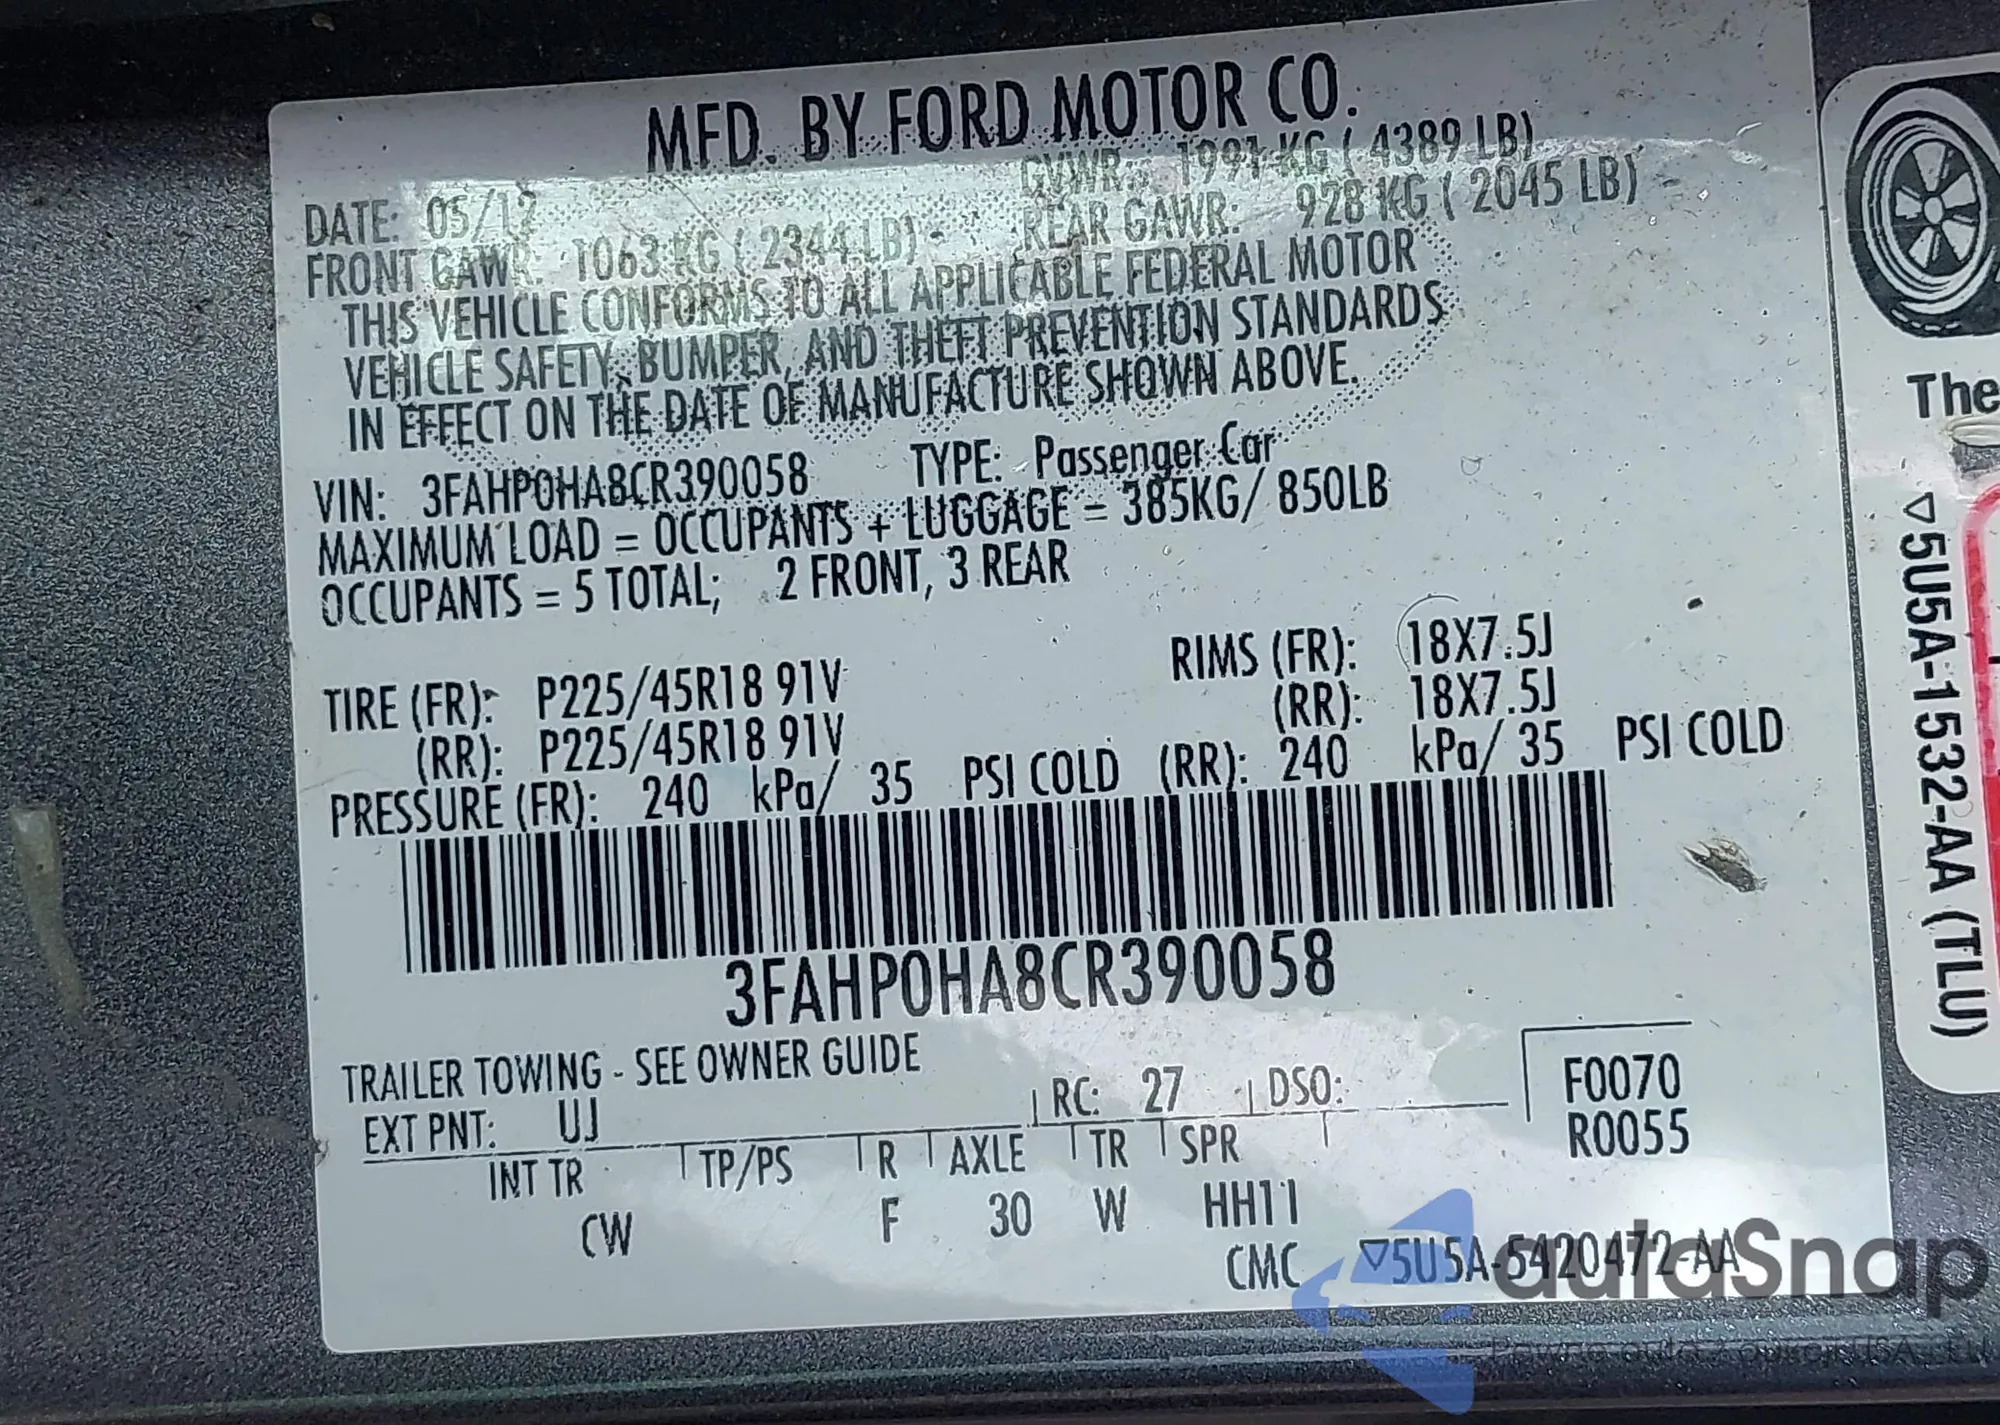 MFD. BY FORD MOTOR CO.
DATE: 05/12 GVWR: 1991 KG ( 4389 LB)
FRONT GAWR: 1063 KG ( 2344 LB) REAR GAWR: 928 KG ( 2045 LB)
THIS VEHICLE CONFORMS TO ALL APPLICABLE FEDERAL MOTOR
VEHICLE SAFETY, BUMPER, AND THEFT PREVENTION STANDARDS
IN EFFECT ON THE DATE OF MANUFACTURE SHOWN ABOVE.
VIN: 3FAHP0HA8CR390058 TYPE: Passenger Car
MAXIMUM LOAD = OCCUPANTS + LUGGAGE = 385KG/ 850LB
OCCUPANTS = 5 TOTAL; 2 FRONT, 3 REAR
TIRE (FR): P225/45R18 91V RIMS (FR): 18X7.5J
(RR): P225/45R18 91V (RR): 18X7.5J
PRESSURE (FR): 240 kPa/ 35 PSI COLD (RR): 240 kPa/ 35 PSI COLD
3FAHP0HA8CR390058
TRAILER TOWING - SEE OWNER GUIDE
EXT PNT: UJ RC: 27 DSO: F0070
R0055
INT TR TP/PS R AXLE TR SPR
CW F 30 W HH11
CMC ▽5U5A-5420472-AA
The
▽5U5A-1532-AA (TLU)
autaSnap